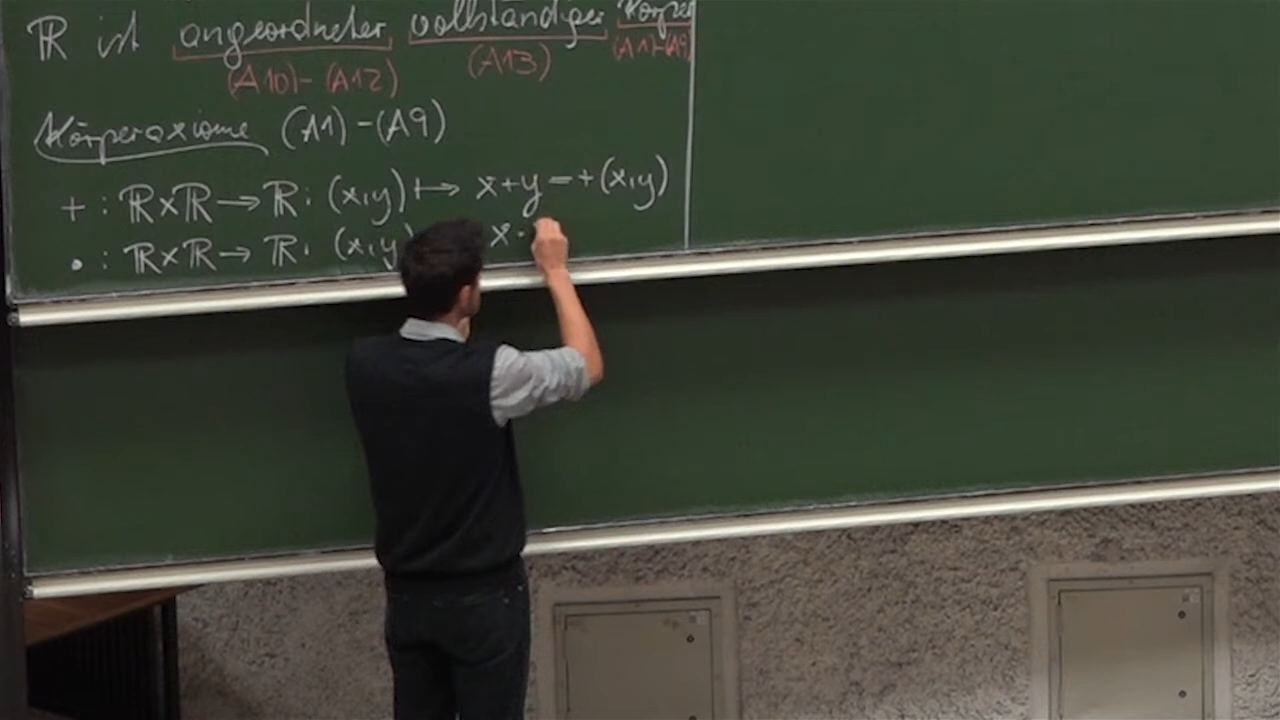 ℝ ist angeordneter vollständiger Körper
(A10)-(A12) (A13) (A1)-(A9)
Körperaxiome (A1)-(A9)
+ : ℝ×ℝ → ℝ : (x,y) ↦ x+y = +(x,y)
• : ℝ×ℝ → ℝ : (x,y) x·